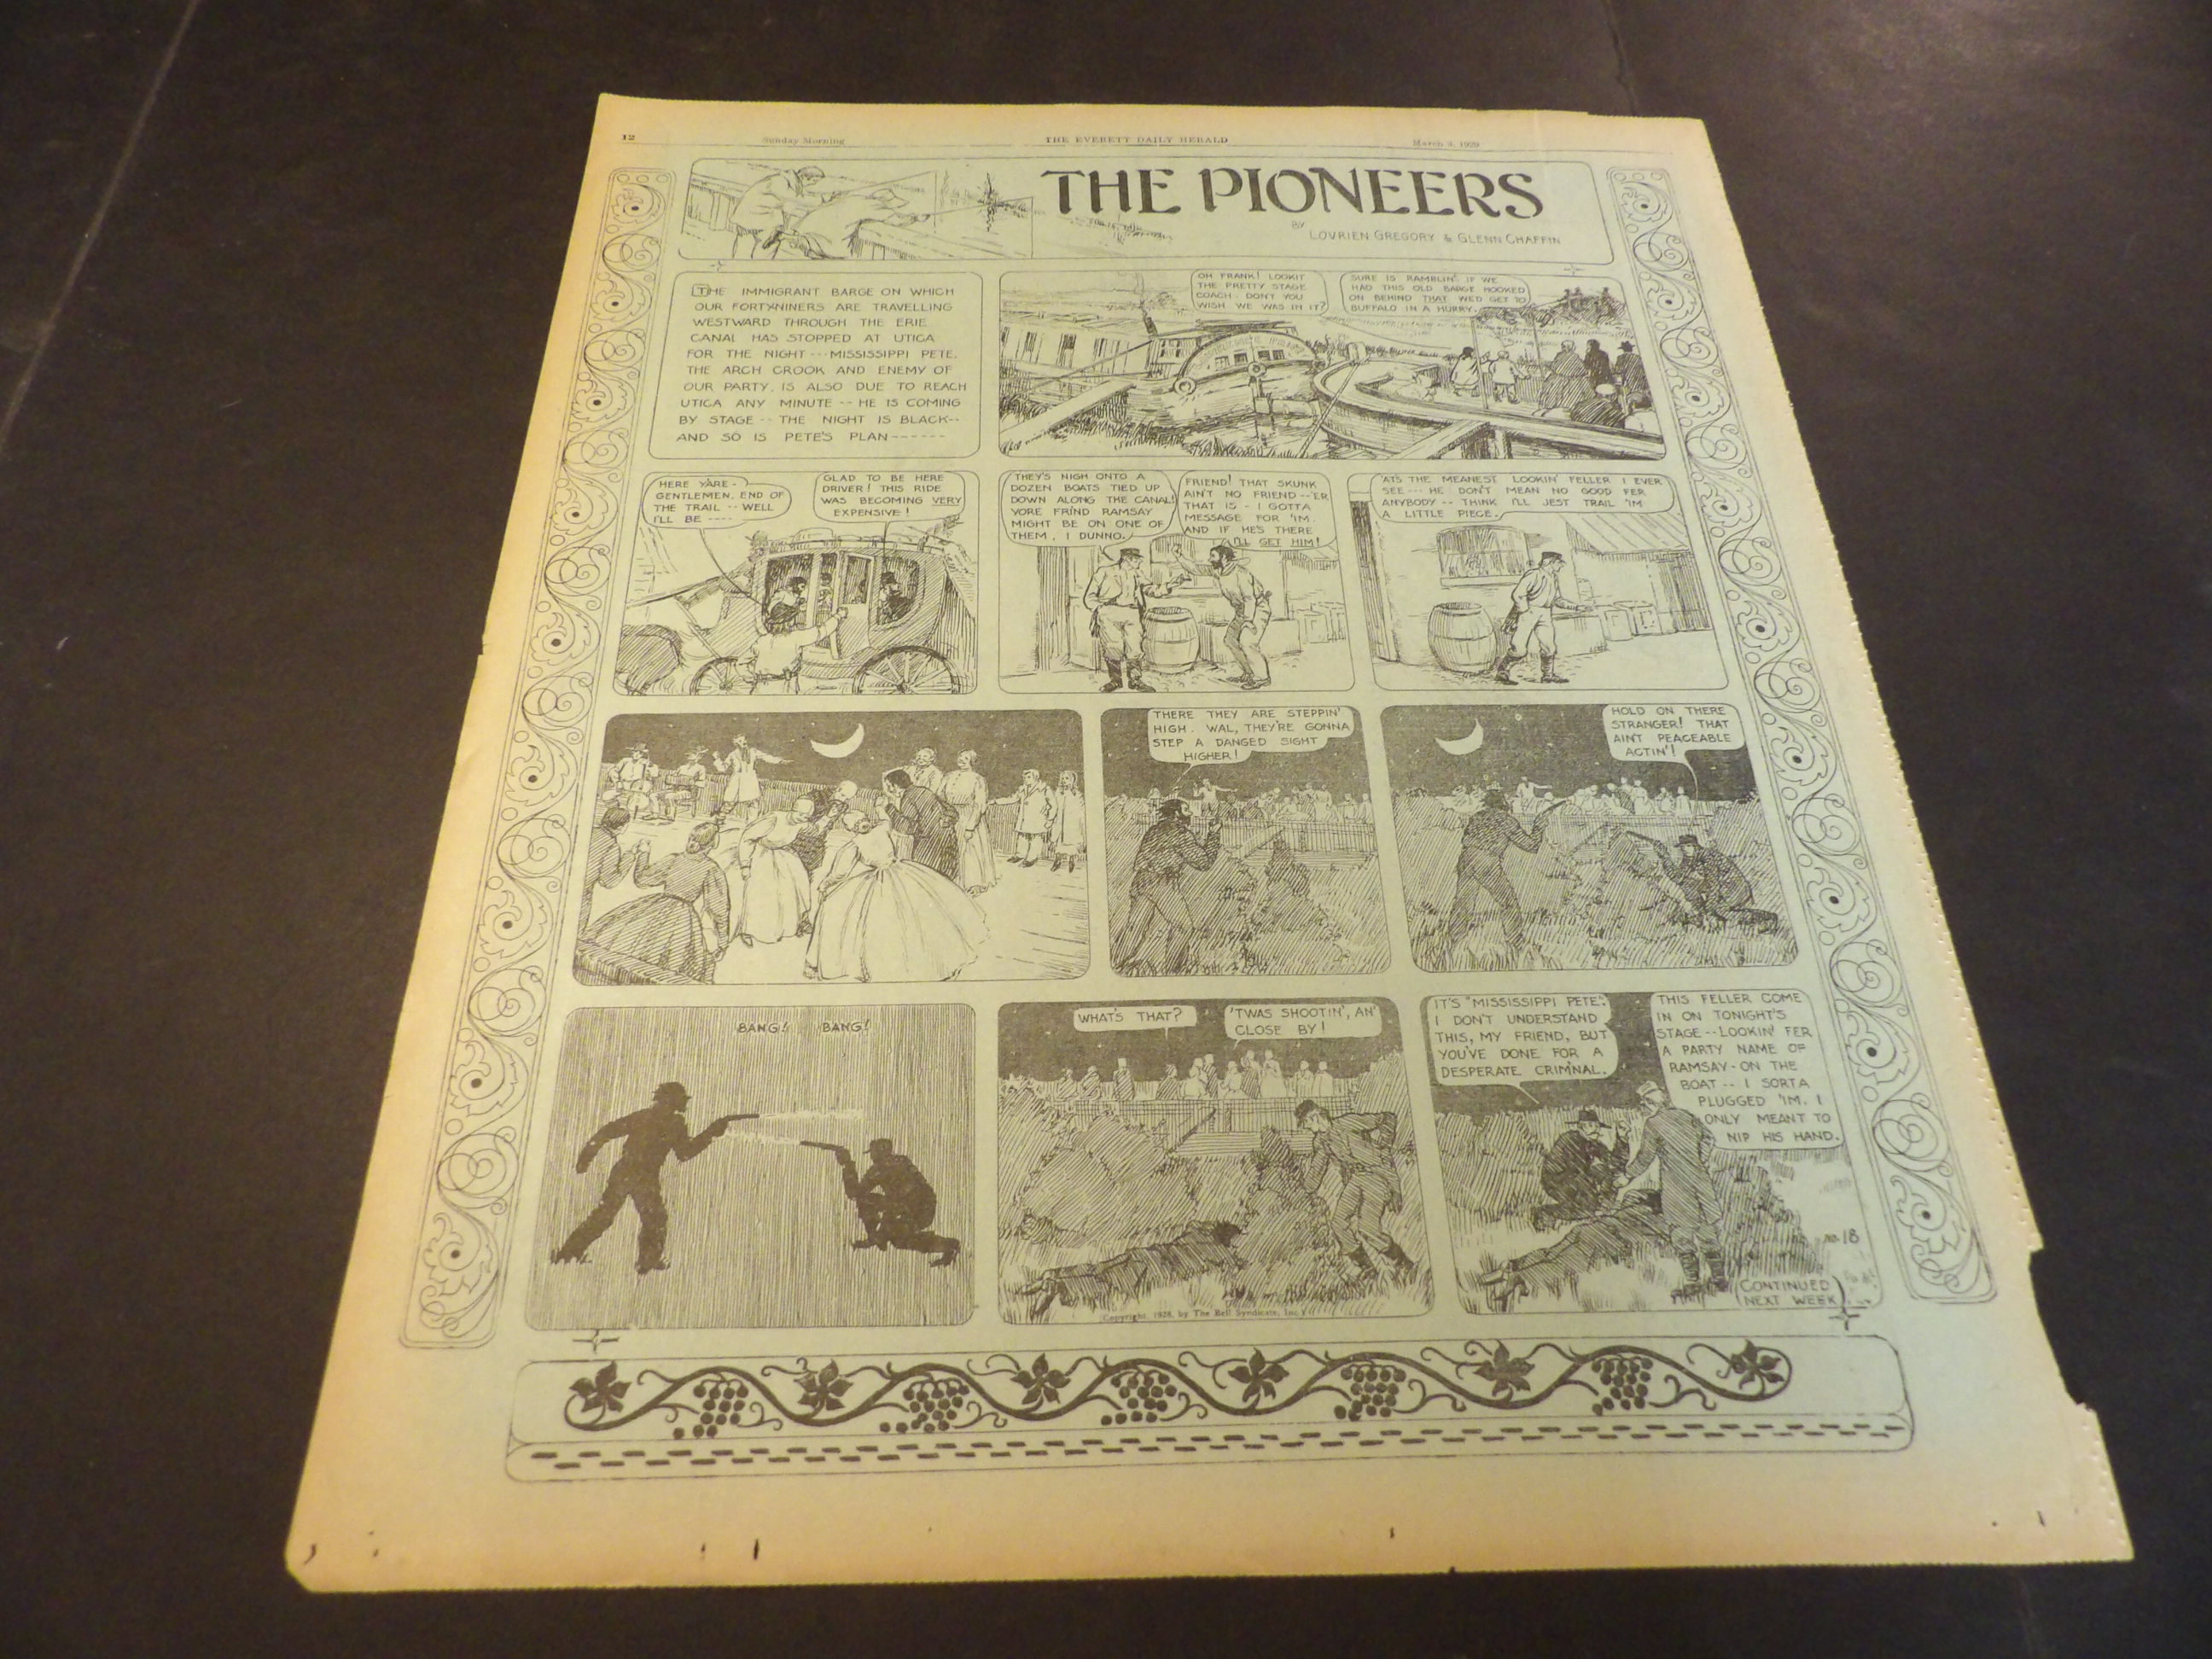 12
Sunday Morning
THE EVERETT DAILY HERALD
March 3, 1929
THE PIONEERS
BY
LOVRIEN GREGORY & GLENN CHAFFIN
THE IMMIGRANT BARGE ON WHICH
OUR FORTY-NINERS ARE TRAVELLING
WESTWARD THROUGH THE ERIE
CANAL HAS STOPPED AT UTICA
FOR THE NIGHT --- MISSISSIPPI PETE,
THE ARCH CROOK AND ENEMY OF
OUR PARTY, IS ALSO DUE TO REACH
UTICA ANY MINUTE -- HE IS COMING
BY STAGE -- THE NIGHT IS BLACK--
AND SO IS PETE'S PLAN ------
OH FRANK! LOOKIT
THE PRETTY STAGE
COACH - DON'T YOU
WISH WE WAS IN IT?
SURE IS RAMBLIN'. IF WE
HAD THIS OLD BARGE HOOKED
ON BEHIND THAT WE'D GET TO
BUFFALO IN A HURRY.
HERE Y'ARE -
GENTLEMEN, END OF
THE TRAIL -- WELL
I'LL BE ----
GLAD TO BE HERE
DRIVER! THIS RIDE
WAS BECOMING VERY
EXPENSIVE!
THEY'S NIGH ONTO A
DOZEN BOATS TIED UP
DOWN ALONG THE CANAL!
YORE FRIND RAMSAY
MIGHT BE ON ONE OF
THEM, I DUNNO.
FRIEND! THAT SKUNK
AIN'T NO FRIEND --'ER
THAT IS - I GOTTA
MESSAGE FOR 'IM.
AND IF HE'S THERE
I'LL GET HIM!
'ATS THE MEANEST LOOKIN' FELLER I EVER
SEE --- HE DON'T MEAN NO GOOD FER
ANYBODY -- THINK I'LL JEST TRAIL 'IM
A LITTLE PIECE.
THERE THEY ARE STEPPIN'
HIGH. WAL, THEY'RE GONNA
STEP A DANGED SIGHT
HIGHER!
HOLD ON THERE
STRANGER! THAT
AIN'T PEACEABLE
ACTIN'!
BANG! BANG!
WHAT'S THAT?
'TWAS SHOOTIN', AN'
CLOSE BY!
IT'S "MISSISSIPPI PETE".
I DON'T UNDERSTAND
THIS, MY FRIEND, BUT
YOU'VE DONE FOR A
DESPERATE CRIMINAL.
THIS FELLER COME
IN ON TONIGHT'S
STAGE -- LOOKIN' FER
A PARTY NAME OF
RAMSAY - ON THE
BOAT -- I SORTA
PLUGGED 'IM. I
ONLY MEANT TO
NIP HIS HAND.
NO-18
CONTINUED
NEXT WEEK
Copyright, 1928, by The Bell Syndicate, Inc.